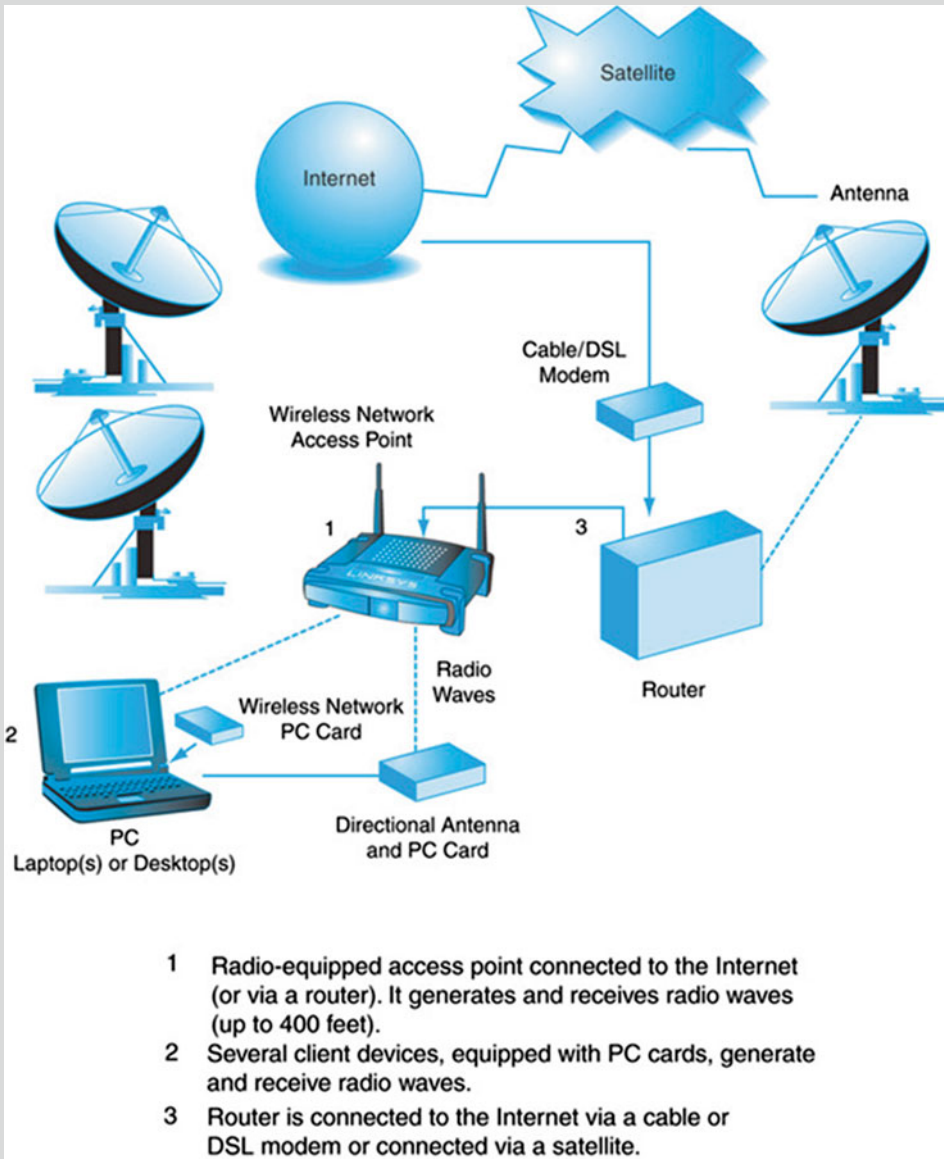 Satellite
Internet
Antenna
Cable/DSL
Modem
Wireless Network
Access Point
1
3
LINKSYS
Radio
Waves
Router
2
Wireless Network
PC Card
PC
Laptop(s) or Desktop(s)
Directional Antenna
and PC Card
1 Radio-equipped access point connected to the Internet
(or via a router). It generates and receives radio waves
(up to 400 feet).
2 Several client devices, equipped with PC cards, generate
and receive radio waves.
3 Router is connected to the Internet via a cable or
DSL modem or connected via a satellite.